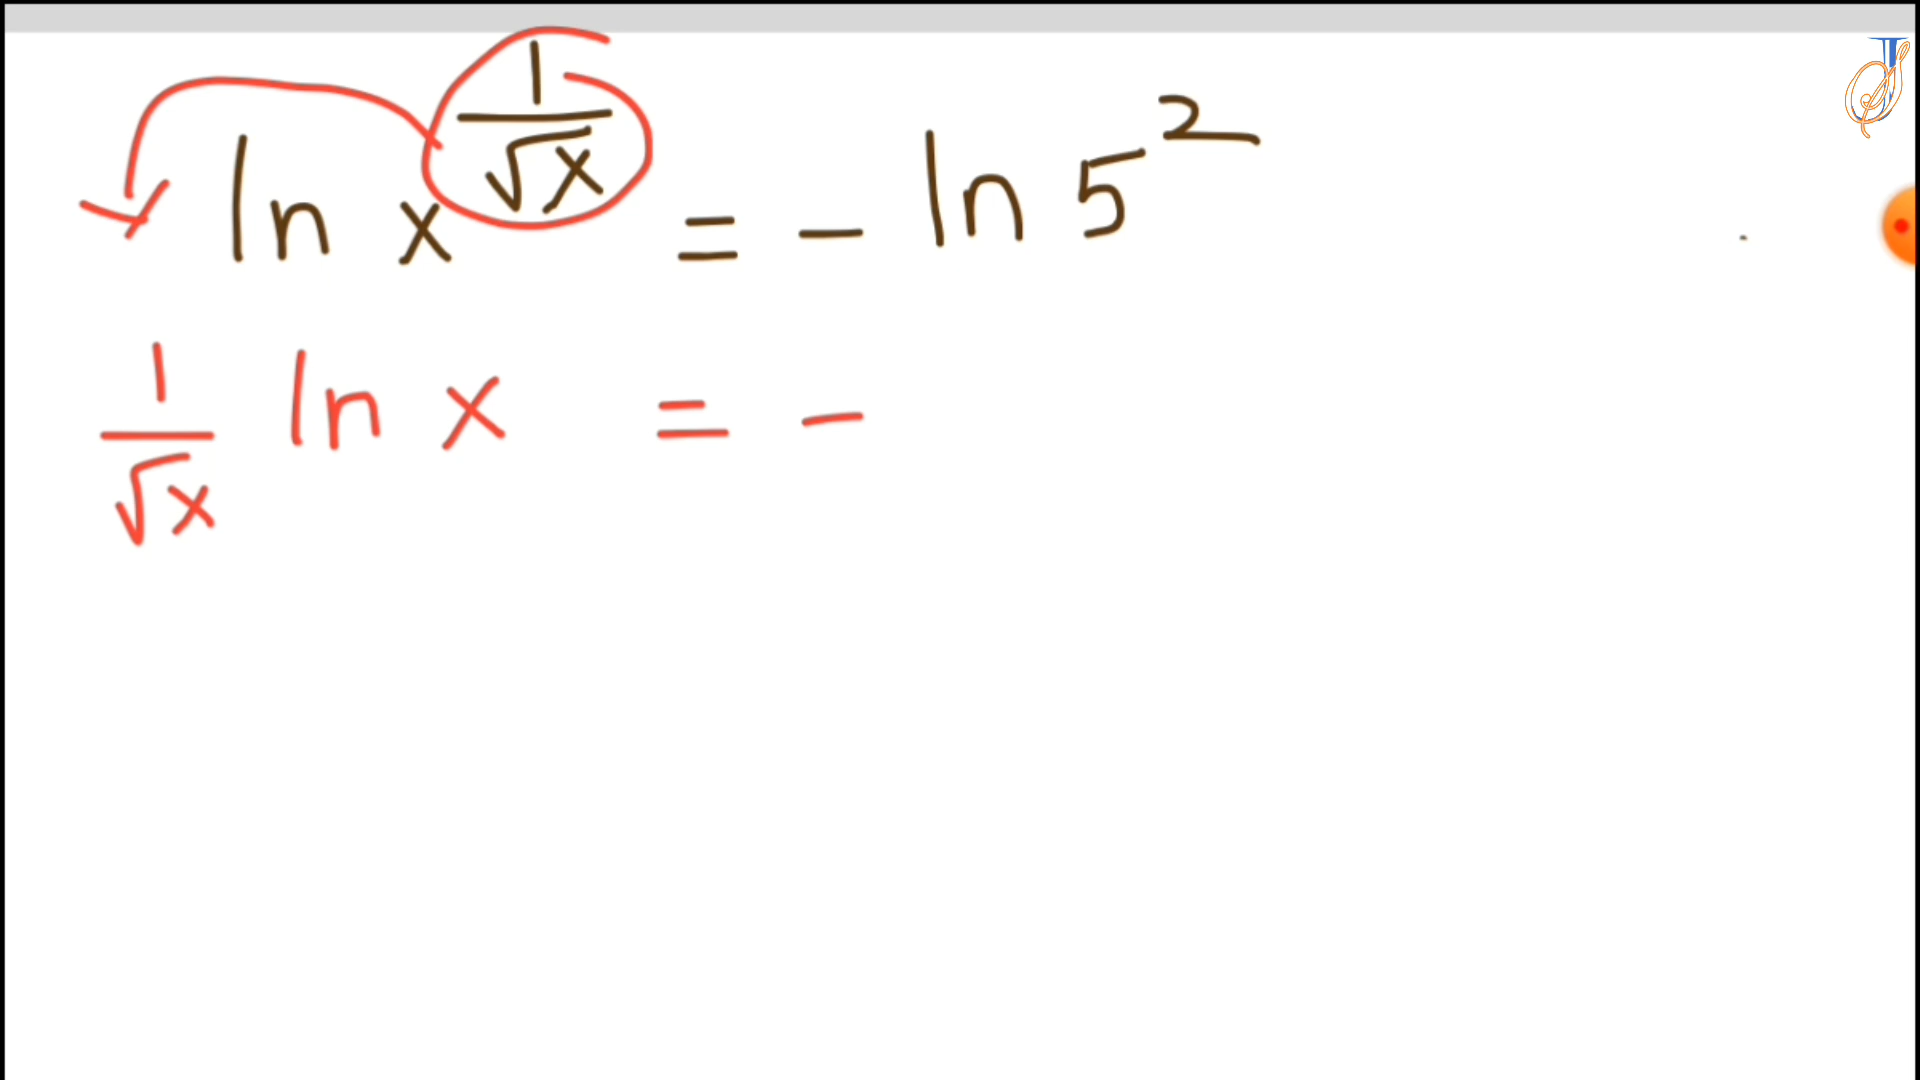 ln x^(1/√x) = - ln 5^2
1/√x ln x = -